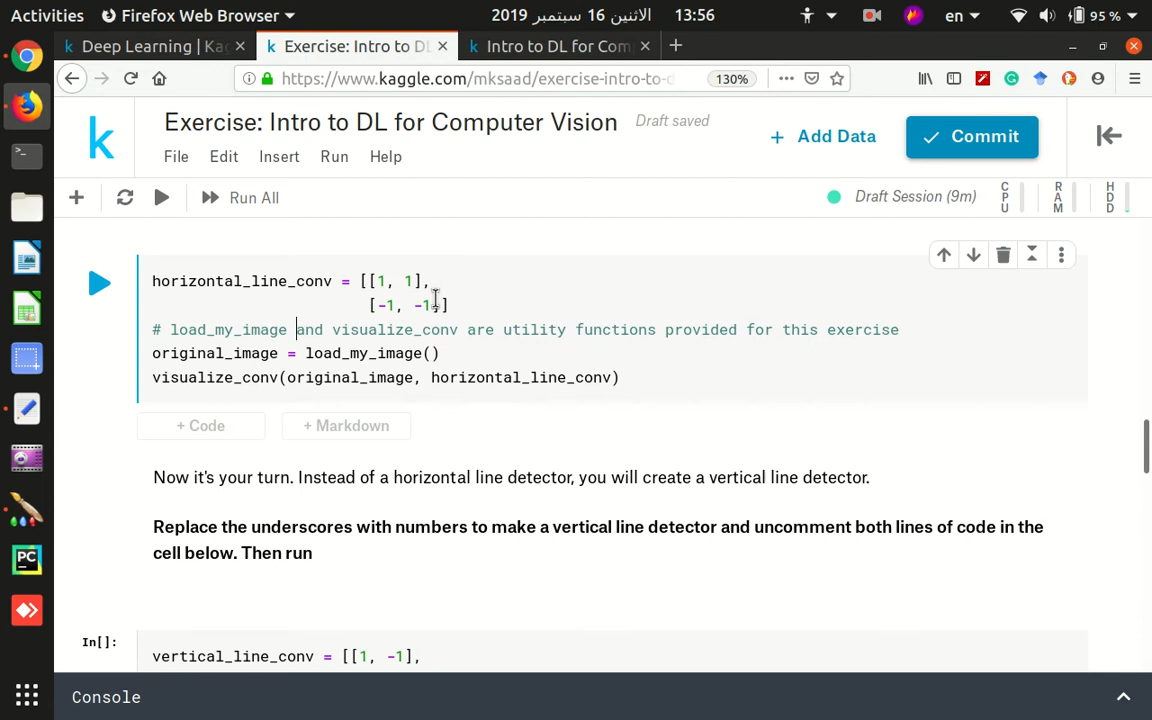 Activities Firefox Web Browser 2019 الاثنين 16 سبتمبر 13:56 en 95 %
Deep Learning | Kag Exercise: Intro to DL Intro to DL for Com
https://www.kaggle.com/mksaad/exercise-intro-to-d 130%
k Exercise: Intro to DL for Computer Vision Draft saved
+ Add Data Commit
File Edit Insert Run Help
Run All Draft Session (9m) CPU RAM HDD
horizontal_line_conv = [[1, 1],
[-1, -1]]
# load_my_image and visualize_conv are utility functions provided for this exercise
original_image = load_my_image()
visualize_conv(original_image, horizontal_line_conv)
+ Code + Markdown
Now it's your turn. Instead of a horizontal line detector, you will create a vertical line detector.
Replace the underscores with numbers to make a vertical line detector and uncomment both lines of code in the
cell below. Then run
In[]:
vertical_line_conv = [[1, -1],
PC
Console